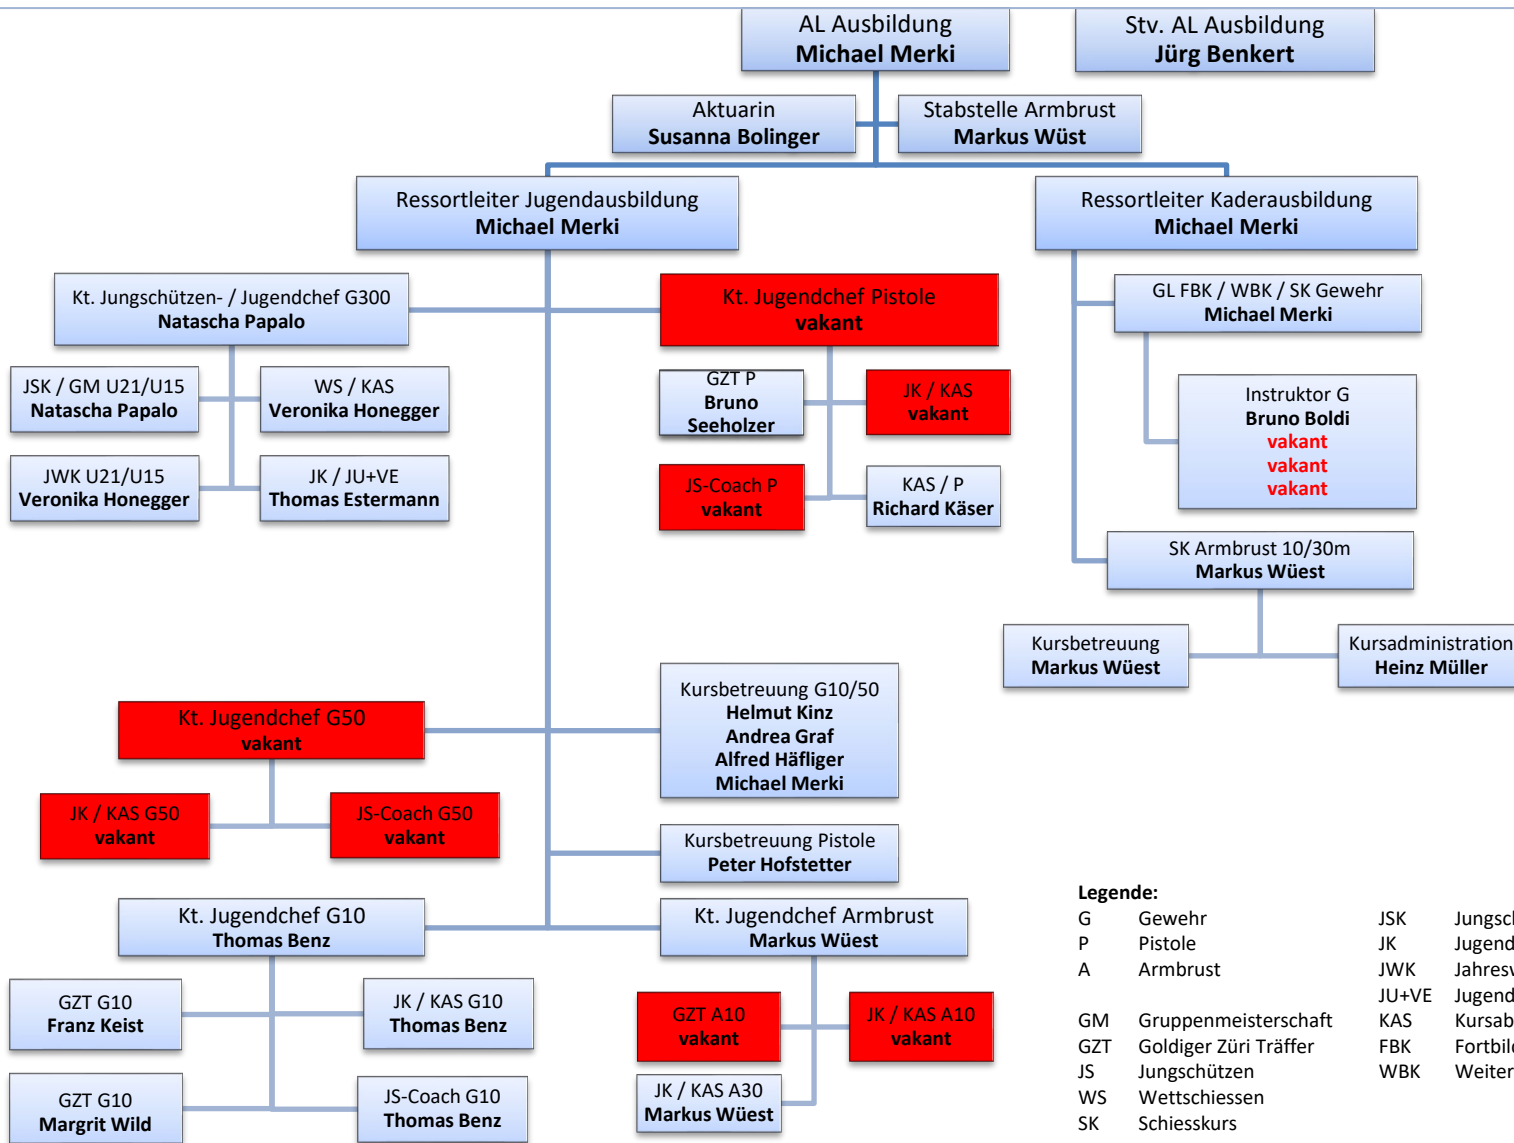 AL Ausbildung
Michael Merki
Stv. AL Ausbildung
Jürg Benkert
Aktuarin
Susanna Bolinger
Stabstelle Armbrust
Markus Wüst
Ressortleiter Jugendausbildung
Michael Merki
Ressortleiter Kaderausbildung
Michael Merki
Kt. Jungschützen- / Jugendchef G300
Natascha Papalo
Kt. Jugendchef Pistole
vakant
GL FBK / WBK / SK Gewehr
Michael Merki
JSK / GM U21/U15
Natascha Papalo
WS / KAS
Veronika Honegger
GZT P
Bruno
Seeholzer
JK / KAS
vakant
Instruktor G
Bruno Boldi
vakant
vakant
vakant
JWK U21/U15
Veronika Honegger
JK / JU+VE
Thomas Estermann
JS-Coach P
vakant
KAS / P
Richard Käser
SK Armbrust 10/30m
Markus Wüest
Kursbetreuung
Markus Wüest
Kursadministration
Heinz Müller
Kt. Jugendchef G50
vakant
Kursbetreuung G10/50
Helmut Kinz
Andrea Graf
Alfred Häfliger
Michael Merki
JK / KAS G50
vakant
JS-Coach G50
vakant
Kursbetreuung Pistole
Peter Hofstetter
Kt. Jugendchef G10
Thomas Benz
Kt. Jugendchef Armbrust
Markus Wüest
GZT G10
Franz Keist
JK / KAS G10
Thomas Benz
GZT A10
vakant
JK / KAS A10
vakant
GZT G10
Margrit Wild
JS-Coach G10
Thomas Benz
JK / KAS A30
Markus Wüest
Legende:
G Gewehr JSK
P Pistole JK Jugend
A Armbrust JWK
JU+VE Jugend
GM Gruppenmeisterschaft KAS
GZT Goldiger Züri Träffer FBK
JS Jungschützen WBK Weiter
WS Wettschiessen
SK Schiesskurs